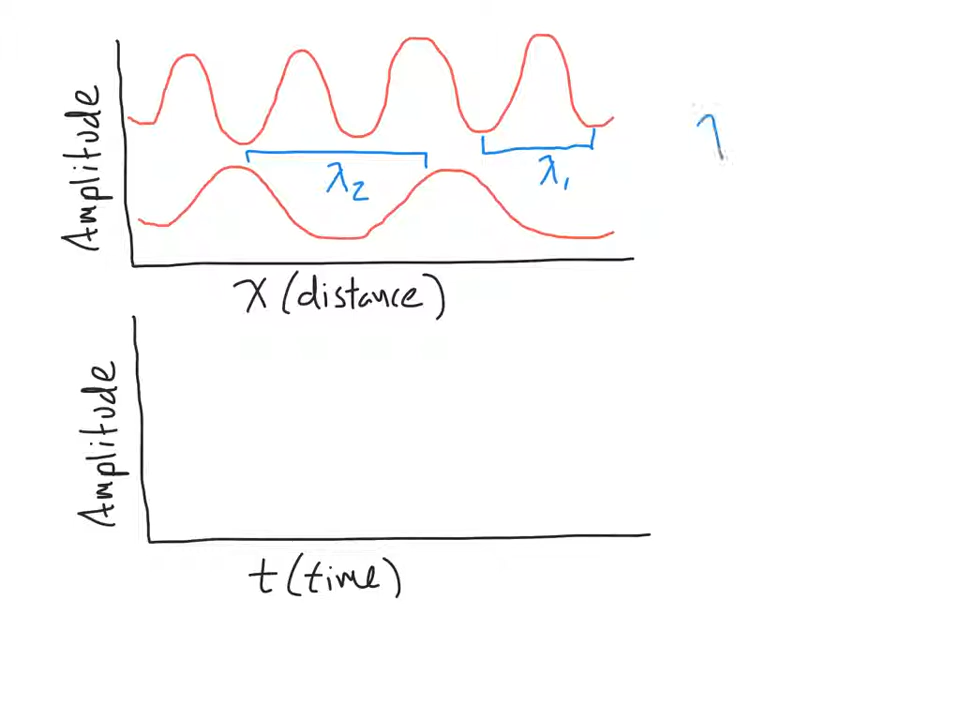 Amplitude
λ2
λ1
x (distance)
Amplitude
t (time)